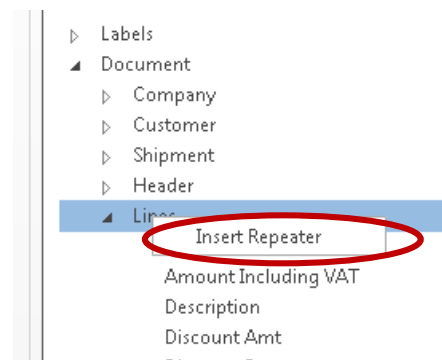 Labels
Document
Company
Customer
Shipment
Header
Lines
Insert Repeater
Amount Including VAT
Description
Discount Amt